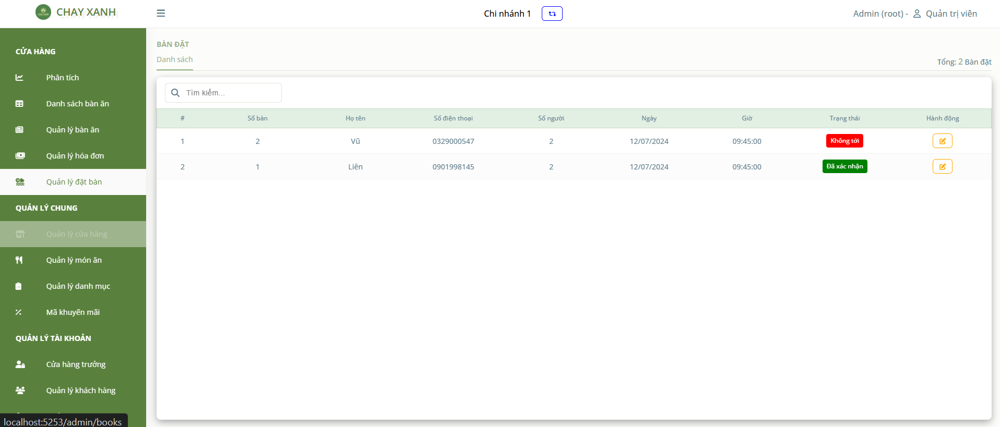 CHAY XANH
Chi nhánh 1
Admin (root) - Quản trị viên
CỬA HÀNG
Phân tích
Danh sách bàn ăn
Quản lý bàn ăn
Quản lý hóa đơn
Quản lý đặt bàn
QUẢN LÝ CHUNG
Quản lý cửa hàng
Quản lý món ăn
Quản lý danh mục
Mã khuyến mãi
QUẢN LÝ TÀI KHOẢN
Cửa hàng trưởng
Quản lý khách hàng
localhost:5253/admin/books
BÀN ĐẶT
Danh sách
Tổng: 2 Bàn đặt
Tìm kiếm...
# Số bàn Họ tên Số điện thoại Số người Ngày Giờ Trạng thái Hành động
1 2 Vũ 0329000547 2 12/07/2024 09:45:00 Không tới
2 1 Liên 0901998145 2 12/07/2024 09:45:00 Đã xác nhận